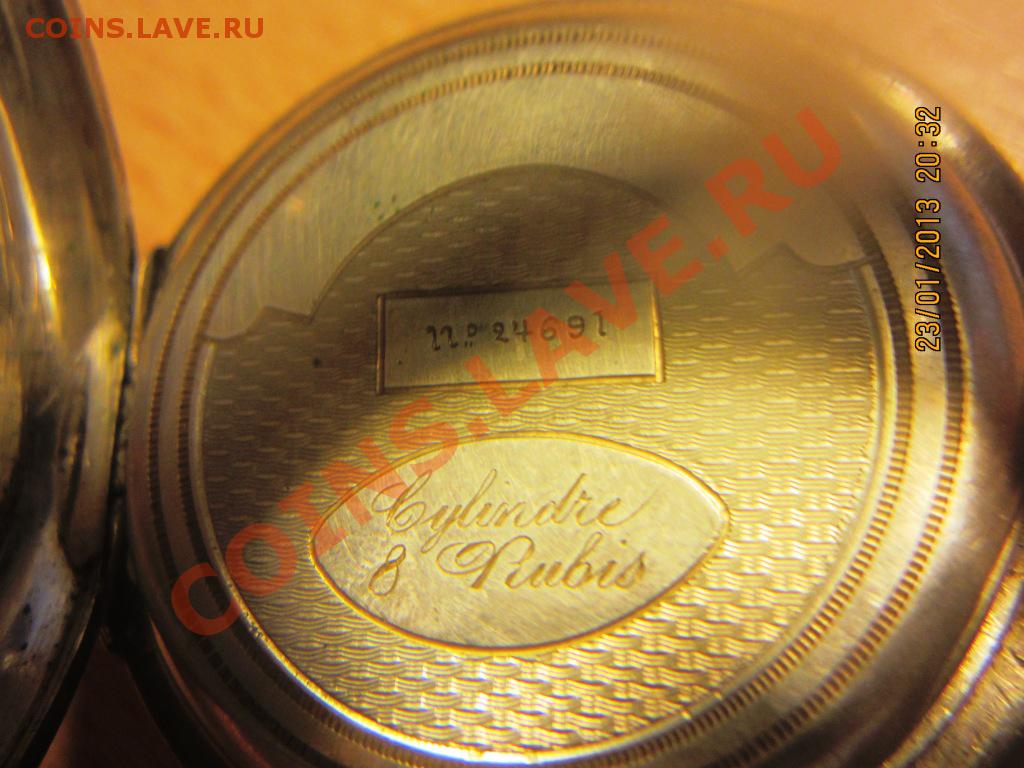 COINS.LAVE.RU
23/01/2013 20:32
COINS.LAVE.RU
No 24691
Cylindre
8 Rubis